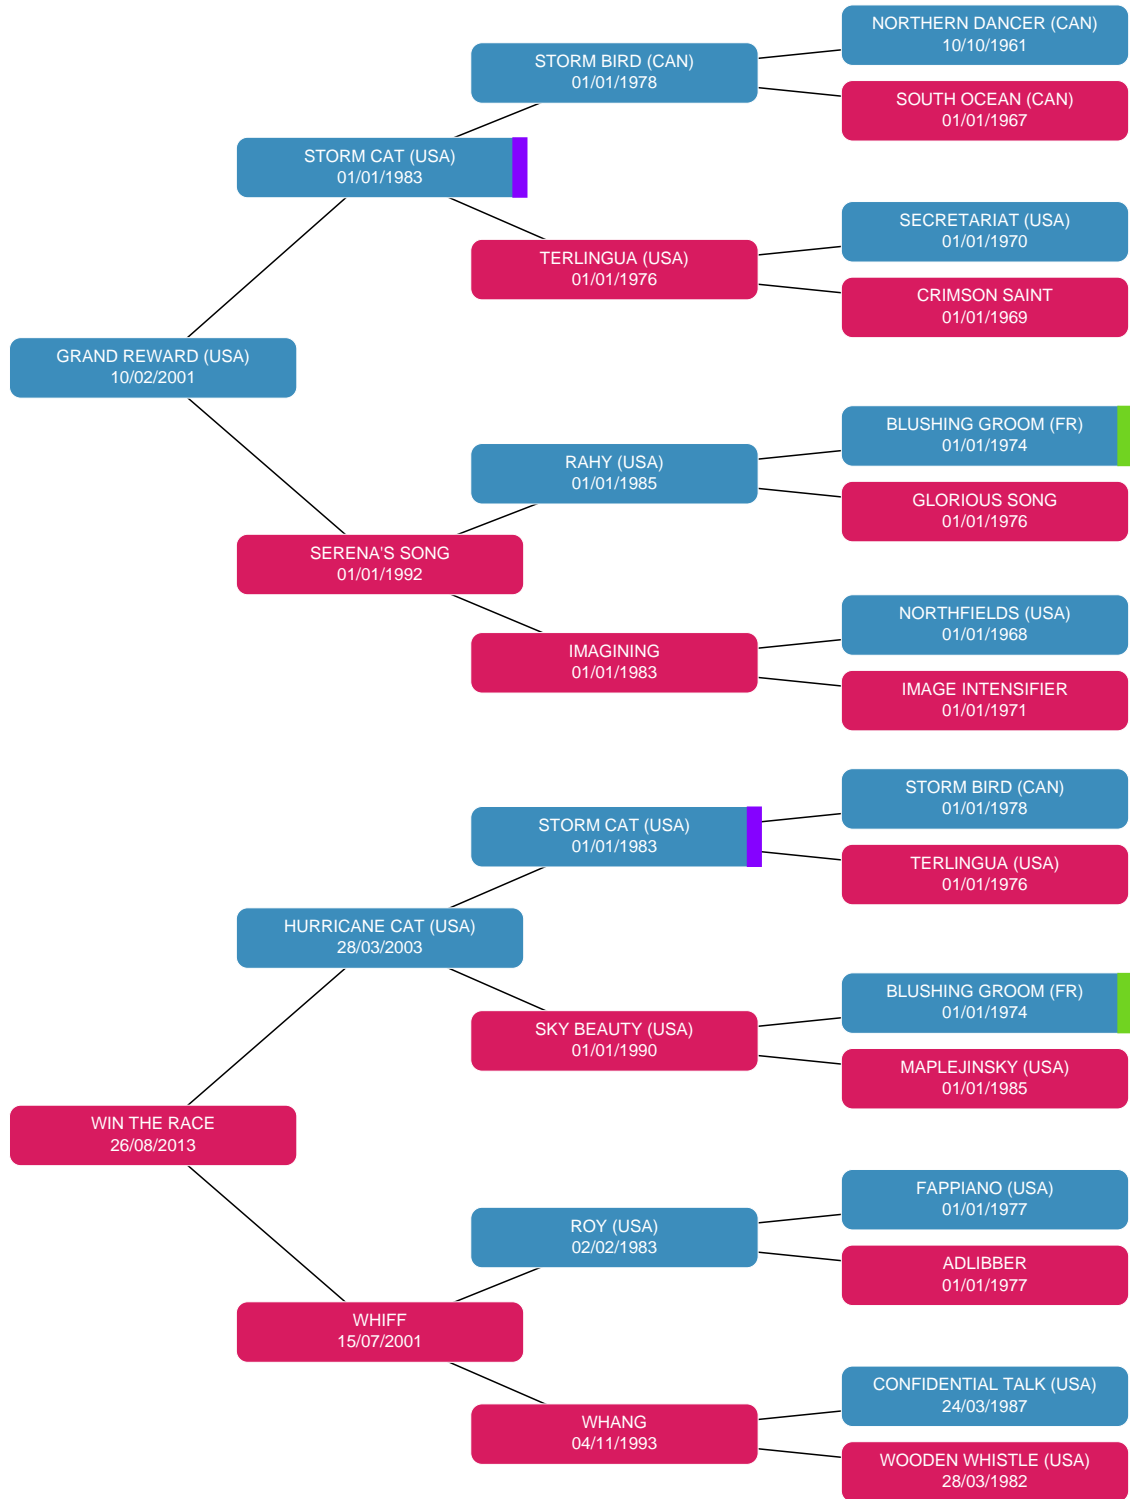 NORTHERN DANCER (CAN)
10/10/1961
STORM BIRD (CAN)
01/01/1978
SOUTH OCEAN (CAN)
01/01/1967
STORM CAT (USA)
01/01/1983
SECRETARIAT (USA)
01/01/1970
TERLINGUA (USA)
01/01/1976
CRIMSON SAINT
01/01/1969
GRAND REWARD (USA)
10/02/2001
BLUSHING GROOM (FR)
01/01/1974
RAHY (USA)
01/01/1985
GLORIOUS SONG
01/01/1976
SERENA'S SONG
01/01/1992
NORTHFIELDS (USA)
01/01/1968
IMAGINING
01/01/1983
IMAGE INTENSIFIER
01/01/1971
STORM BIRD (CAN)
01/01/1978
STORM CAT (USA)
01/01/1983
TERLINGUA (USA)
01/01/1976
HURRICANE CAT (USA)
28/03/2003
BLUSHING GROOM (FR)
01/01/1974
SKY BEAUTY (USA)
01/01/1990
MAPLEJINSKY (USA)
01/01/1985
WIN THE RACE
26/08/2013
FAPPIANO (USA)
01/01/1977
ROY (USA)
02/02/1983
ADLIBBER
01/01/1977
WHIFF
15/07/2001
CONFIDENTIAL TALK (USA)
24/03/1987
WHANG
04/11/1993
WOODEN WHISTLE (USA)
28/03/1982